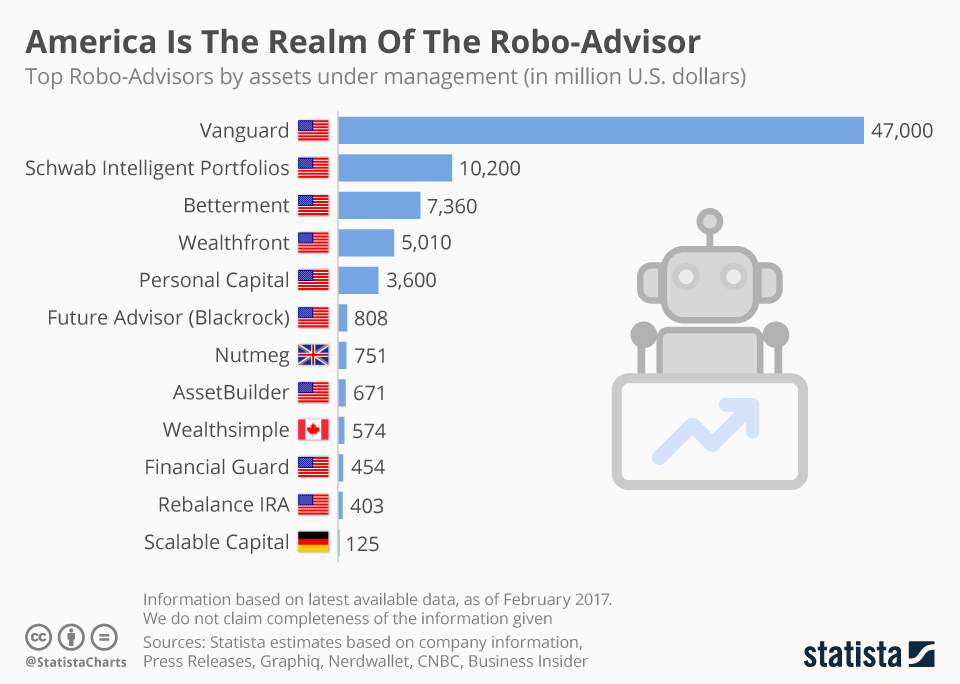 America Is The Realm Of The Robo-Advisor
Top Robo-Advisors by assets under management (in million U.S. dollars)
Vanguard 47,000
Schwab Intelligent Portfolios 10,200
Betterment 7,360
Wealthfront 5,010
Personal Capital 3,600
Future Advisor (Blackrock) 808
Nutmeg 751
AssetBuilder 671
Wealthsimple 574
Financial Guard 454
Rebalance IRA 403
Scalable Capital 125
Information based on latest available data, as of February 2017.
We do not claim completeness of the information given
Sources: Statista estimates based on company information,
Press Releases, Graphiq, Nerdwallet, CNBC, Business Insider
cc
@StatistaCharts
statista